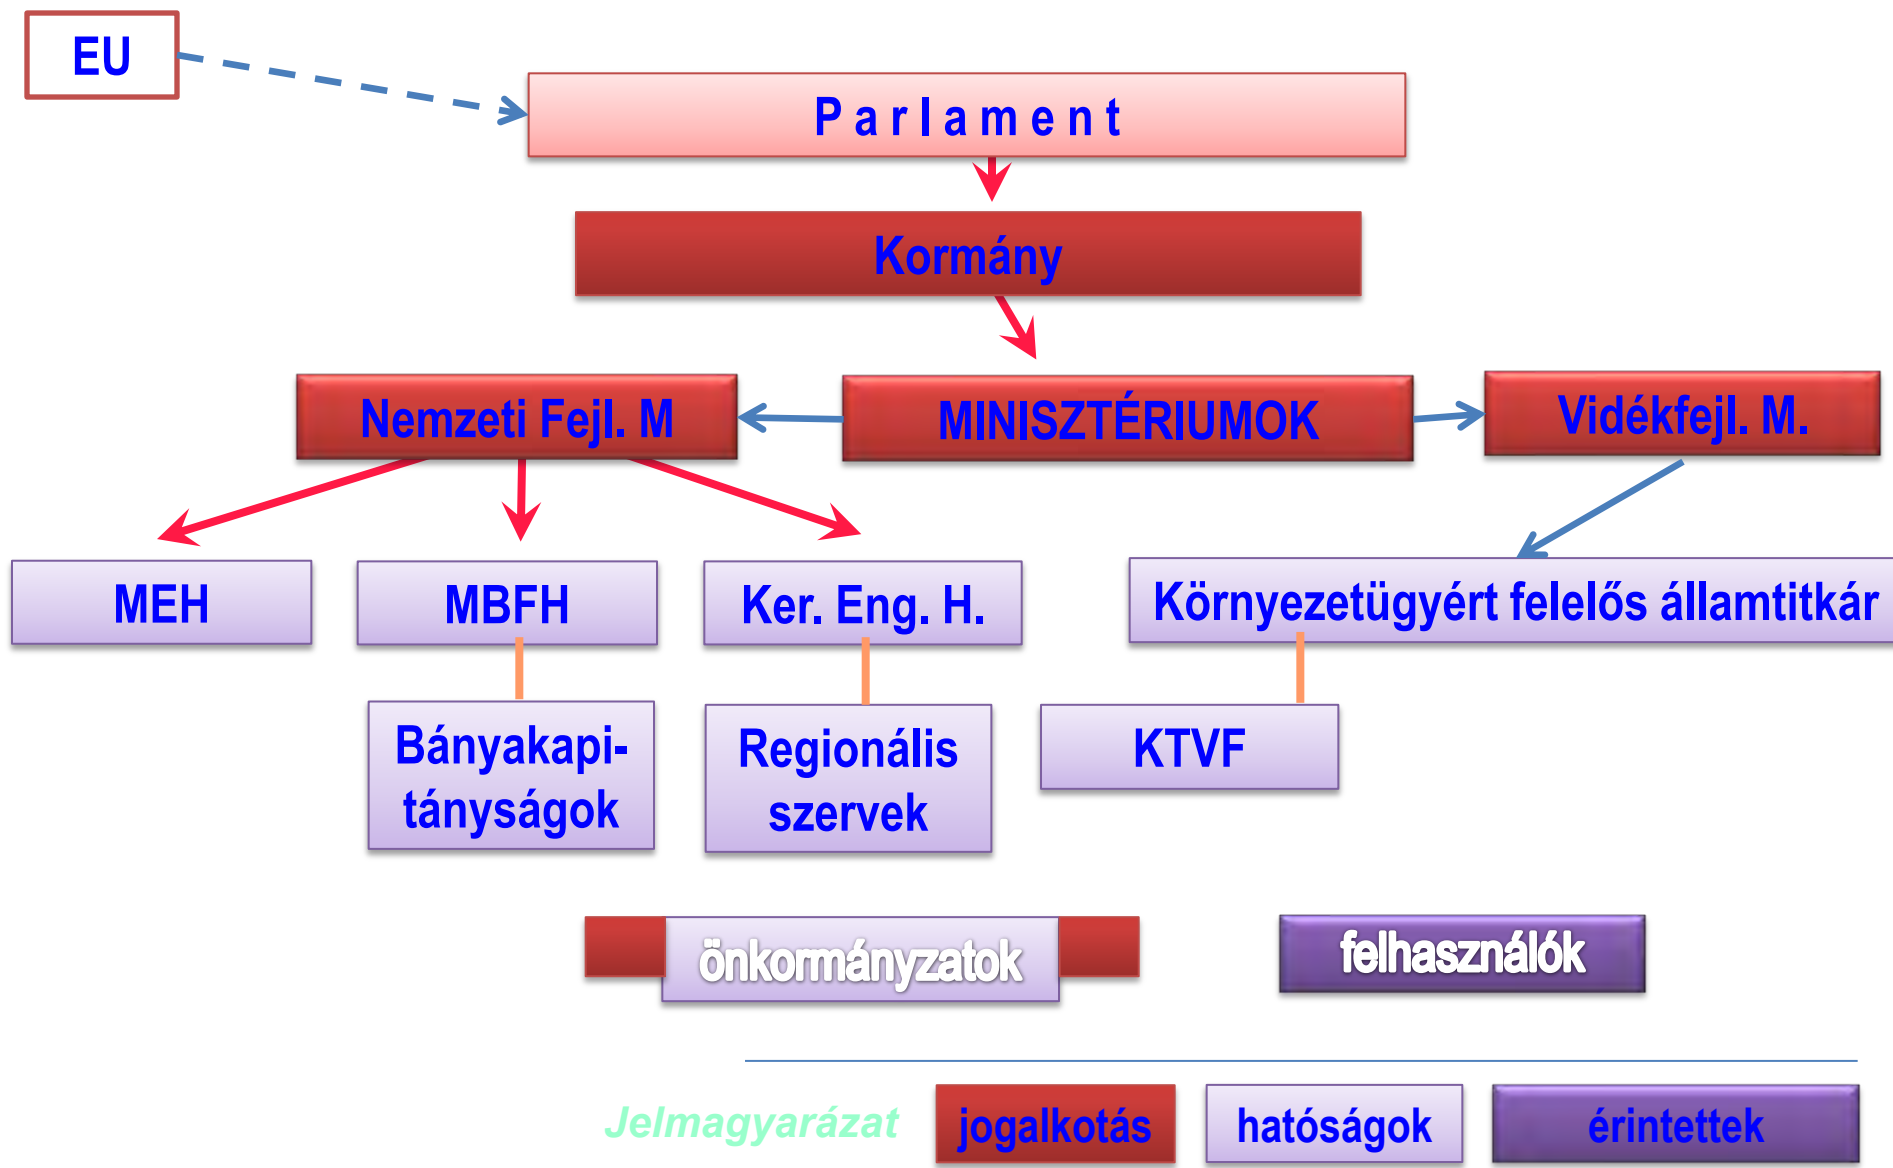 EU
P a r l a m e n t
Kormány
Nemzeti Fejl. M
MINISZTÉRIUMOK
Vidékfejl. M.
MEH
MBFH
Ker. Eng. H.
Környezetügyért felelős államtitkár
Bányakapi-
tányságok
Regionális
szervek
KTVF
önkormányzatok
felhasználók
Jelmagyarázat
jogalkotás
hatóságok
érintettek